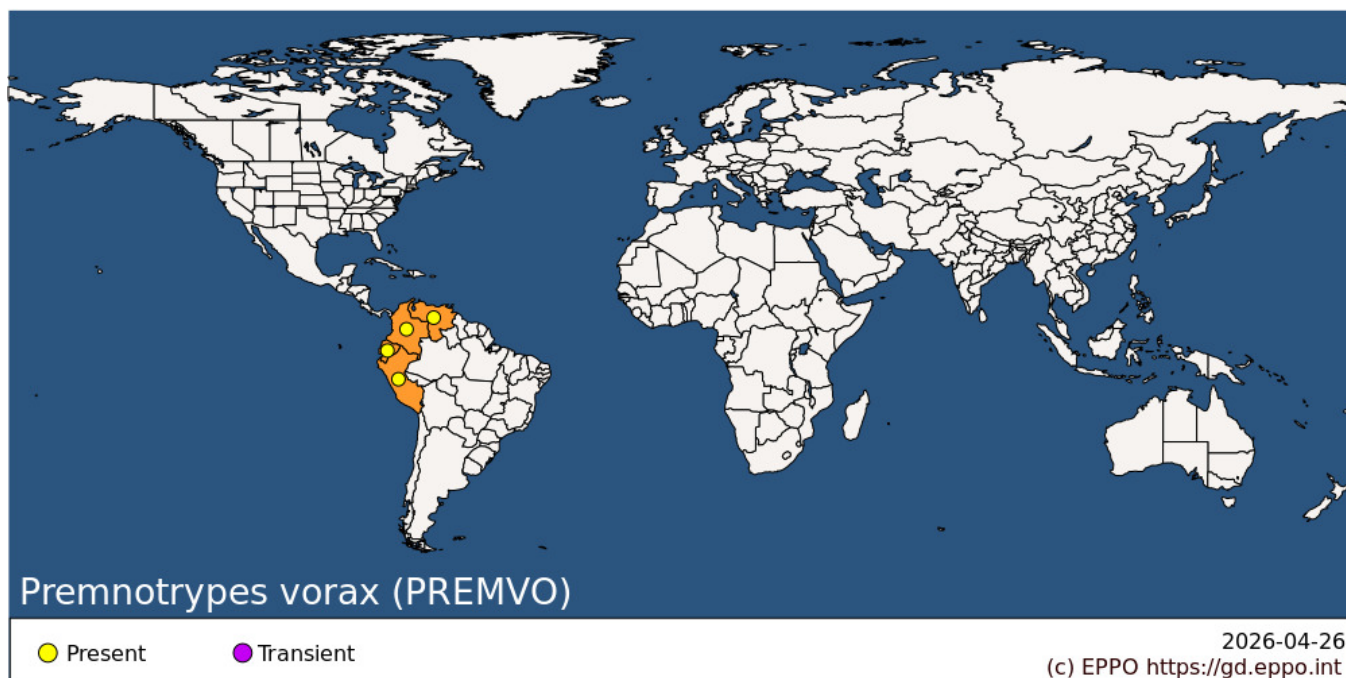 Premnotrypes vorax (PREMVO)
Present
Transient
2026-04-26
(c) EPPO https://gd.eppo.int